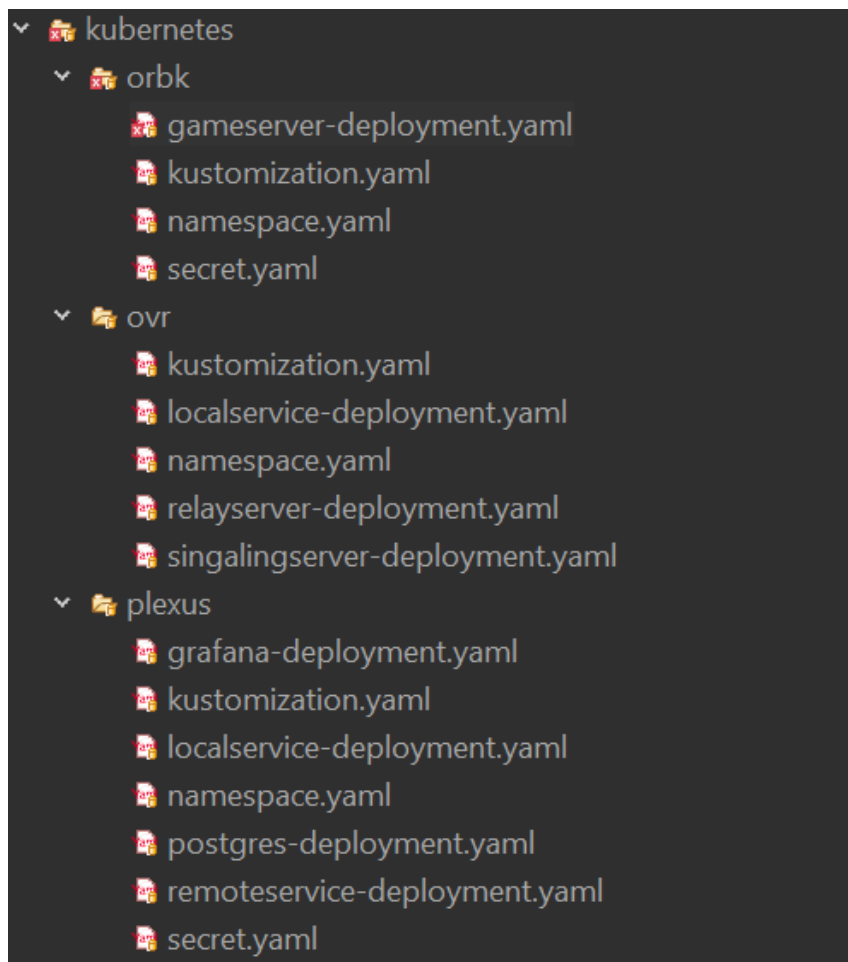 kubernetes
orbk
gameserver-deployment.yaml
kustomization.yaml
namespace.yaml
secret.yaml
ovr
kustomization.yaml
localservice-deployment.yaml
namespace.yaml
relayserver-deployment.yaml
singalingserver-deployment.yaml
plexus
grafana-deployment.yaml
kustomization.yaml
localservice-deployment.yaml
namespace.yaml
postgres-deployment.yaml
remoteservice-deployment.yaml
secret.yaml